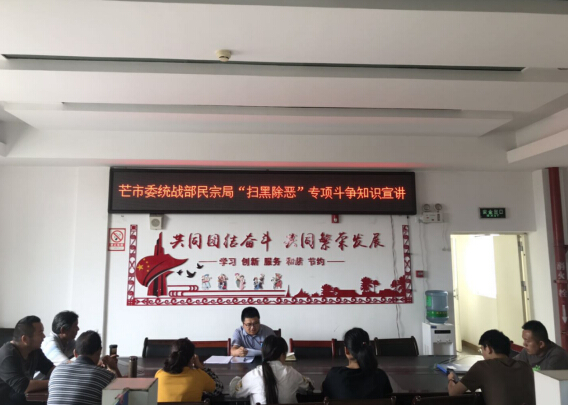 芒市委统战部民宗局“扫黑除恶”专项斗争知识宣讲
共同团结奋斗 共同繁荣发展
学习 创新 服务 和谐 节约